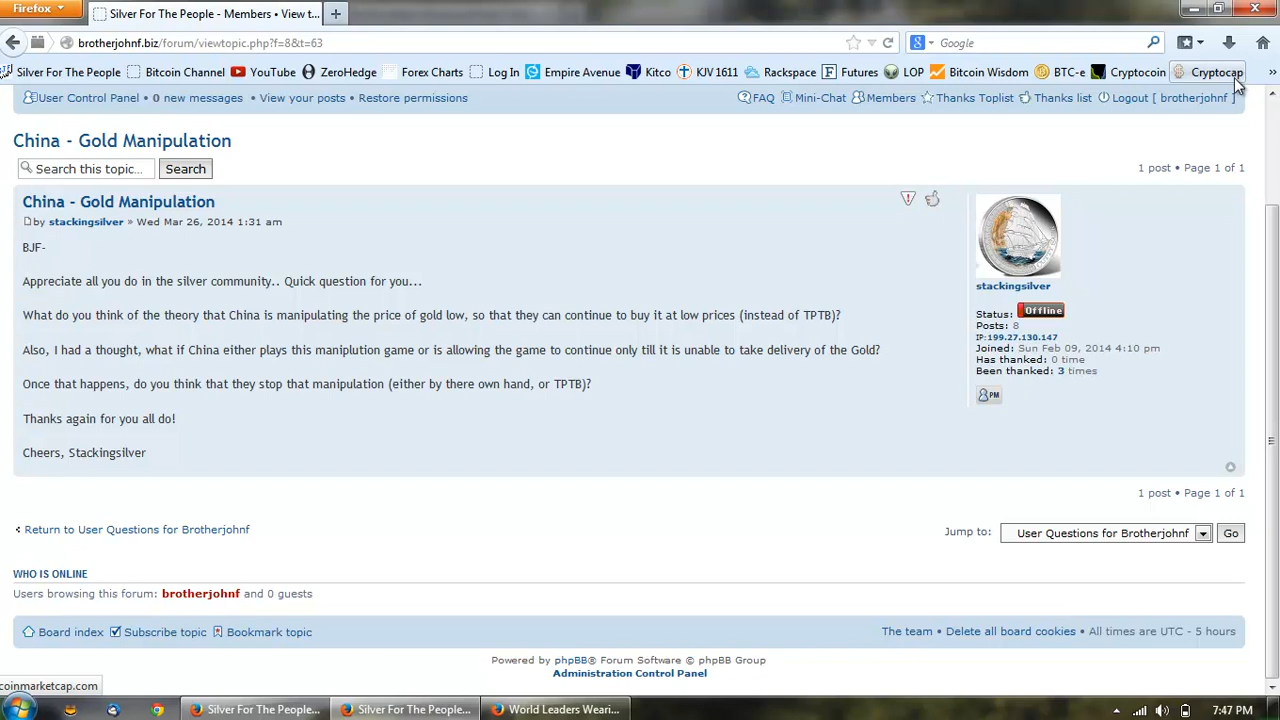 Firefox
Silver For The People - Members • View t...
brotherjohnf.biz/forum/viewtopic.php?f=8&t=63
Google
Silver For The People
Bitcoin Channel
YouTube
ZeroHedge
Forex Charts
Log In
Empire Avenue
Kitco
KJV 1611
Rackspace
Futures
LOP
Bitcoin Wisdom
BTC-e
Cryptocoin
Cryptocap
»
User Control Panel • 0 new messages • View your posts • Restore permissions
FAQ Mini-Chat Members Thanks Toplist Thanks list Logout [ brotherjohnf ]
China - Gold Manipulation
Search this topic... Search
1 post • Page 1 of 1
China - Gold Manipulation
by stackingsilver » Wed Mar 26, 2014 1:31 am
BJF-
Appreciate all you do in the silver community.. Quick question for you...
What do you think of the theory that China is manipulating the price of gold low, so that they can continue to buy it at low prices (instead of TPTB)?
Also, I had a thought, what if China either plays this maniplution game or is allowing the game to continue only till it is unable to take delivery of the Gold?
Once that happens, do you think that they stop that manipulation (either by there own hand, or TPTB)?
Thanks again for you all do!
Cheers, Stackingsilver
stackingsilver
Status: Offline
Posts: 8
IP:199.27.130.147
Joined: Sun Feb 09, 2014 4:10 pm
Has thanked: 0 time
Been thanked: 3 times
PM
1 post • Page 1 of 1
Return to User Questions for Brotherjohnf
Jump to: User Questions for Brotherjohnf Go
WHO IS ONLINE
Users browsing this forum: brotherjohnf and 0 guests
Board index Subscribe topic Bookmark topic
The team • Delete all board cookies • All times are UTC - 5 hours
Powered by phpBB® Forum Software © phpBB Group
Administration Control Panel
coinmarketcap.com
Silver For The People...
Silver For The People...
World Leaders Weari...
7:47 PM